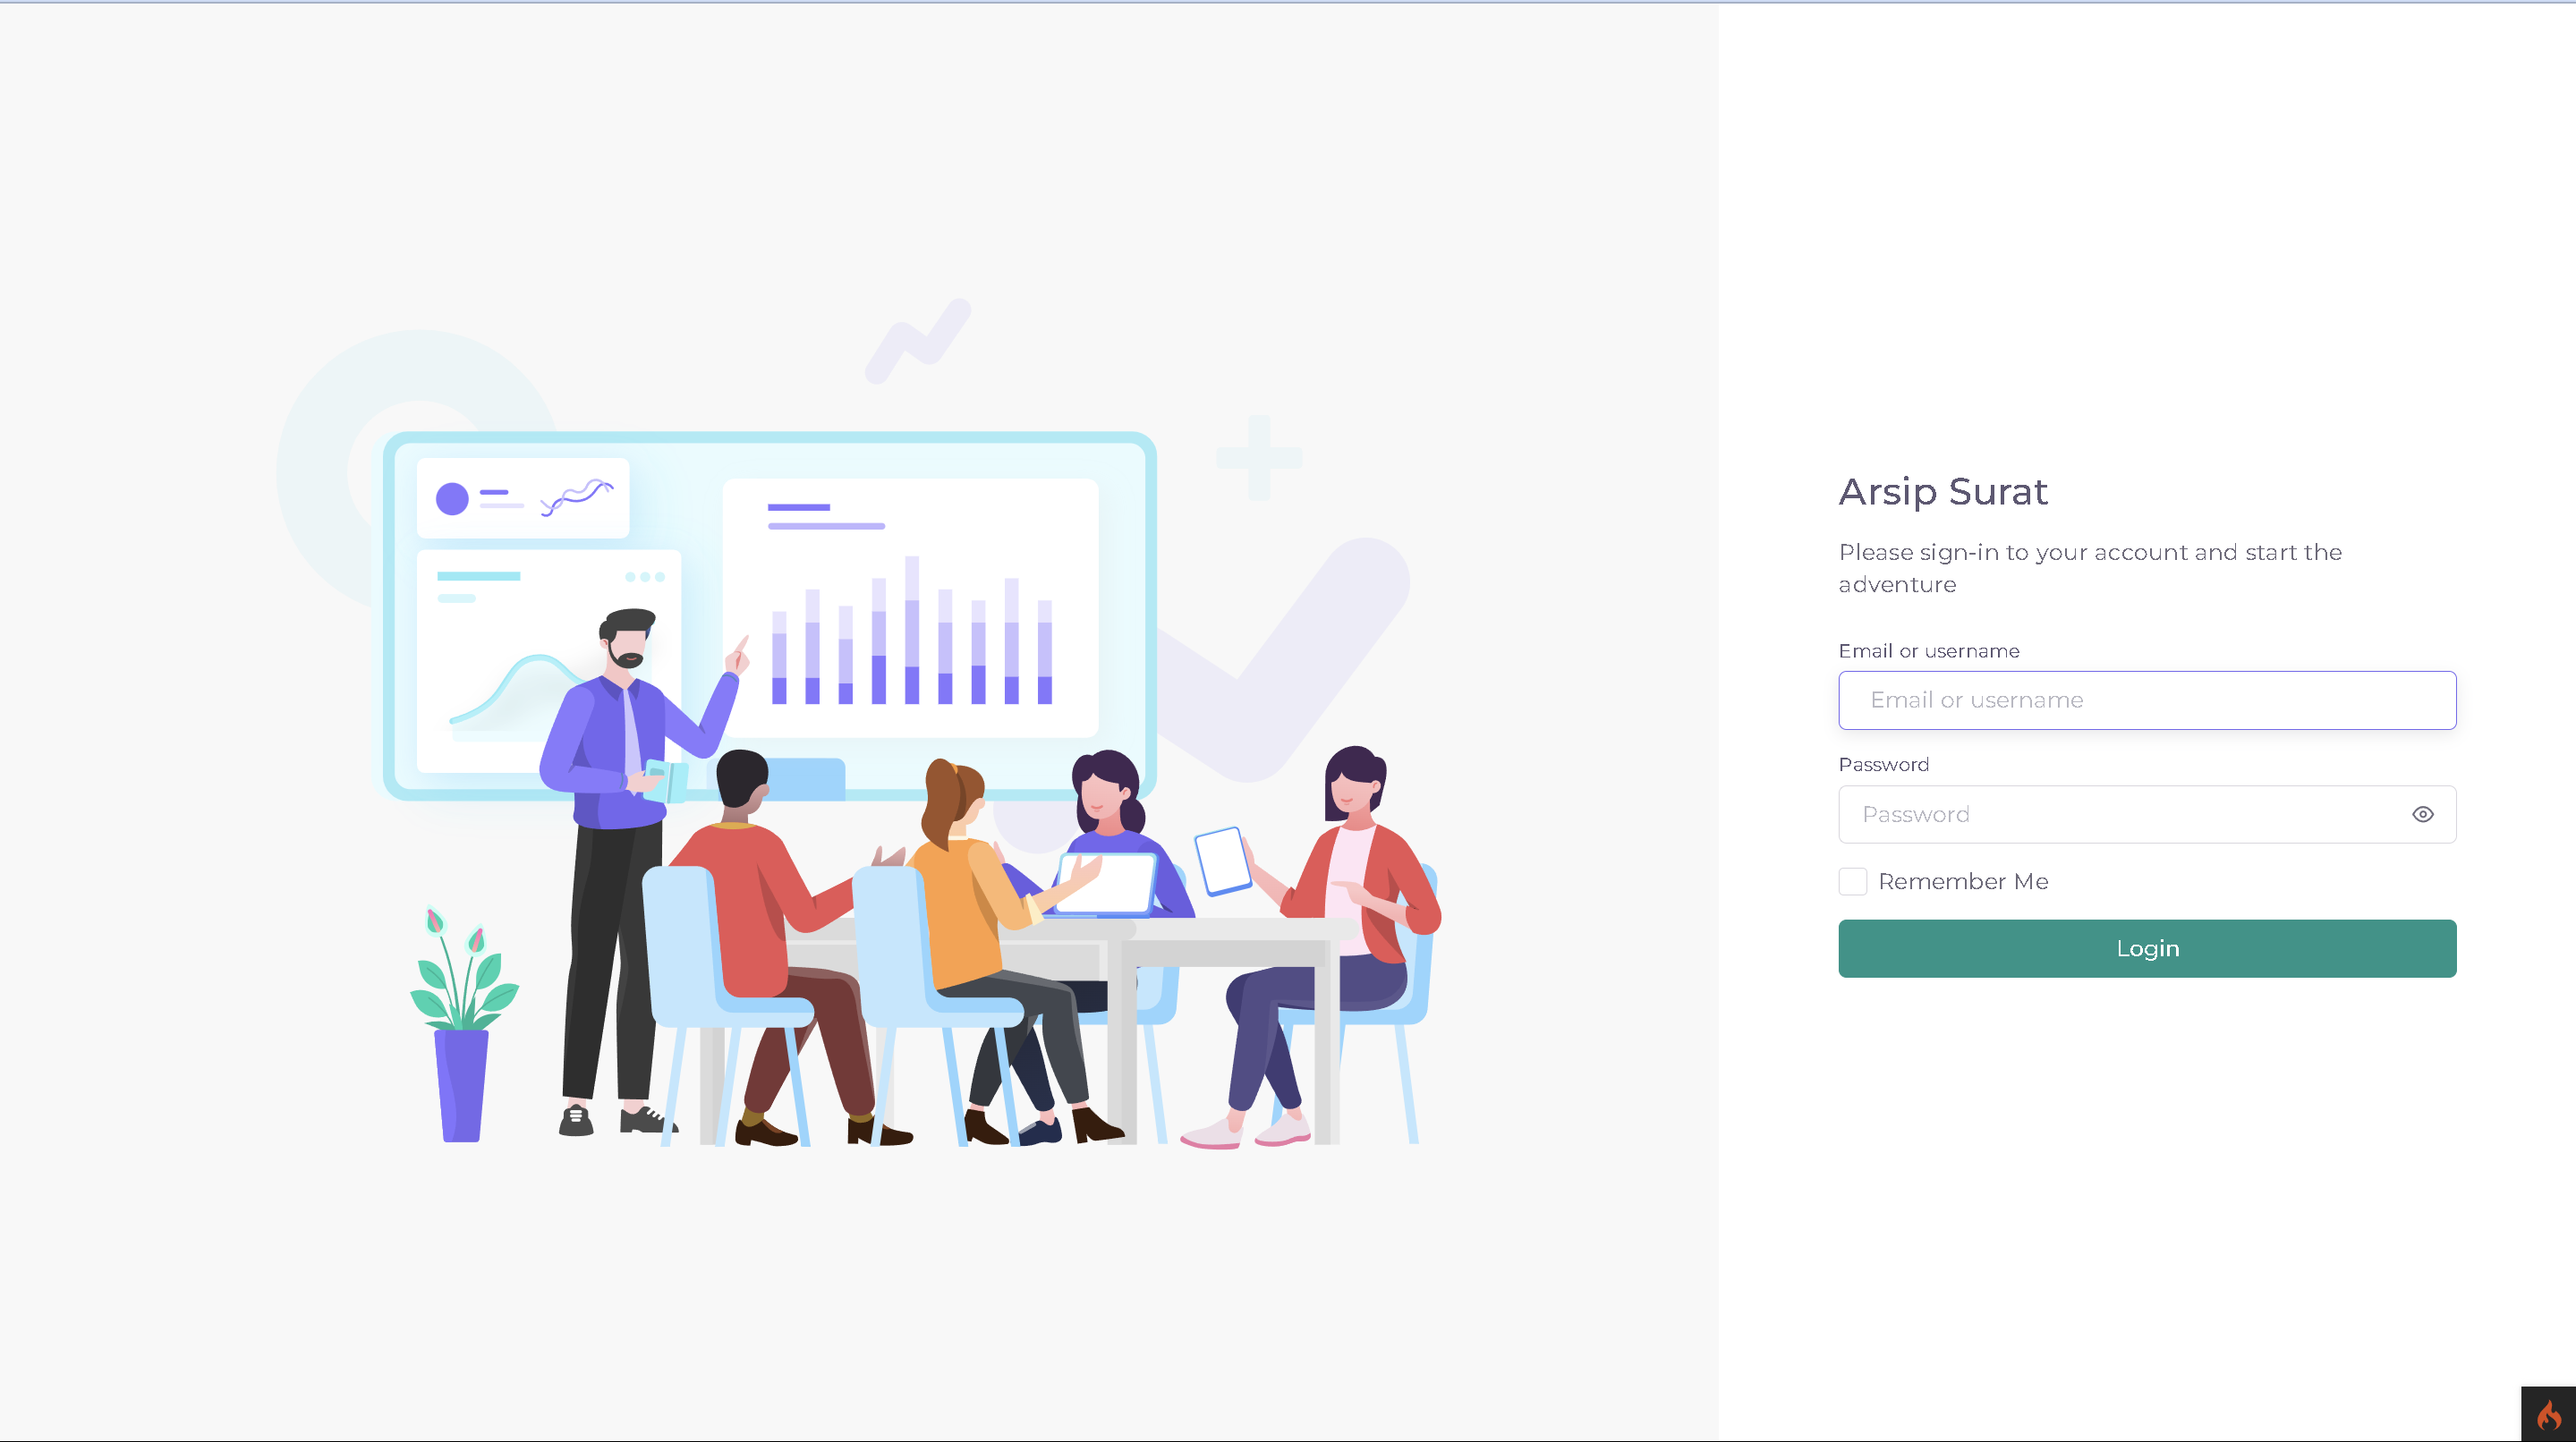 Arsip Surat
Please sign-in to your account and start the
adventure
Email or username
Email or username
Password
Password
Remember Me
Login